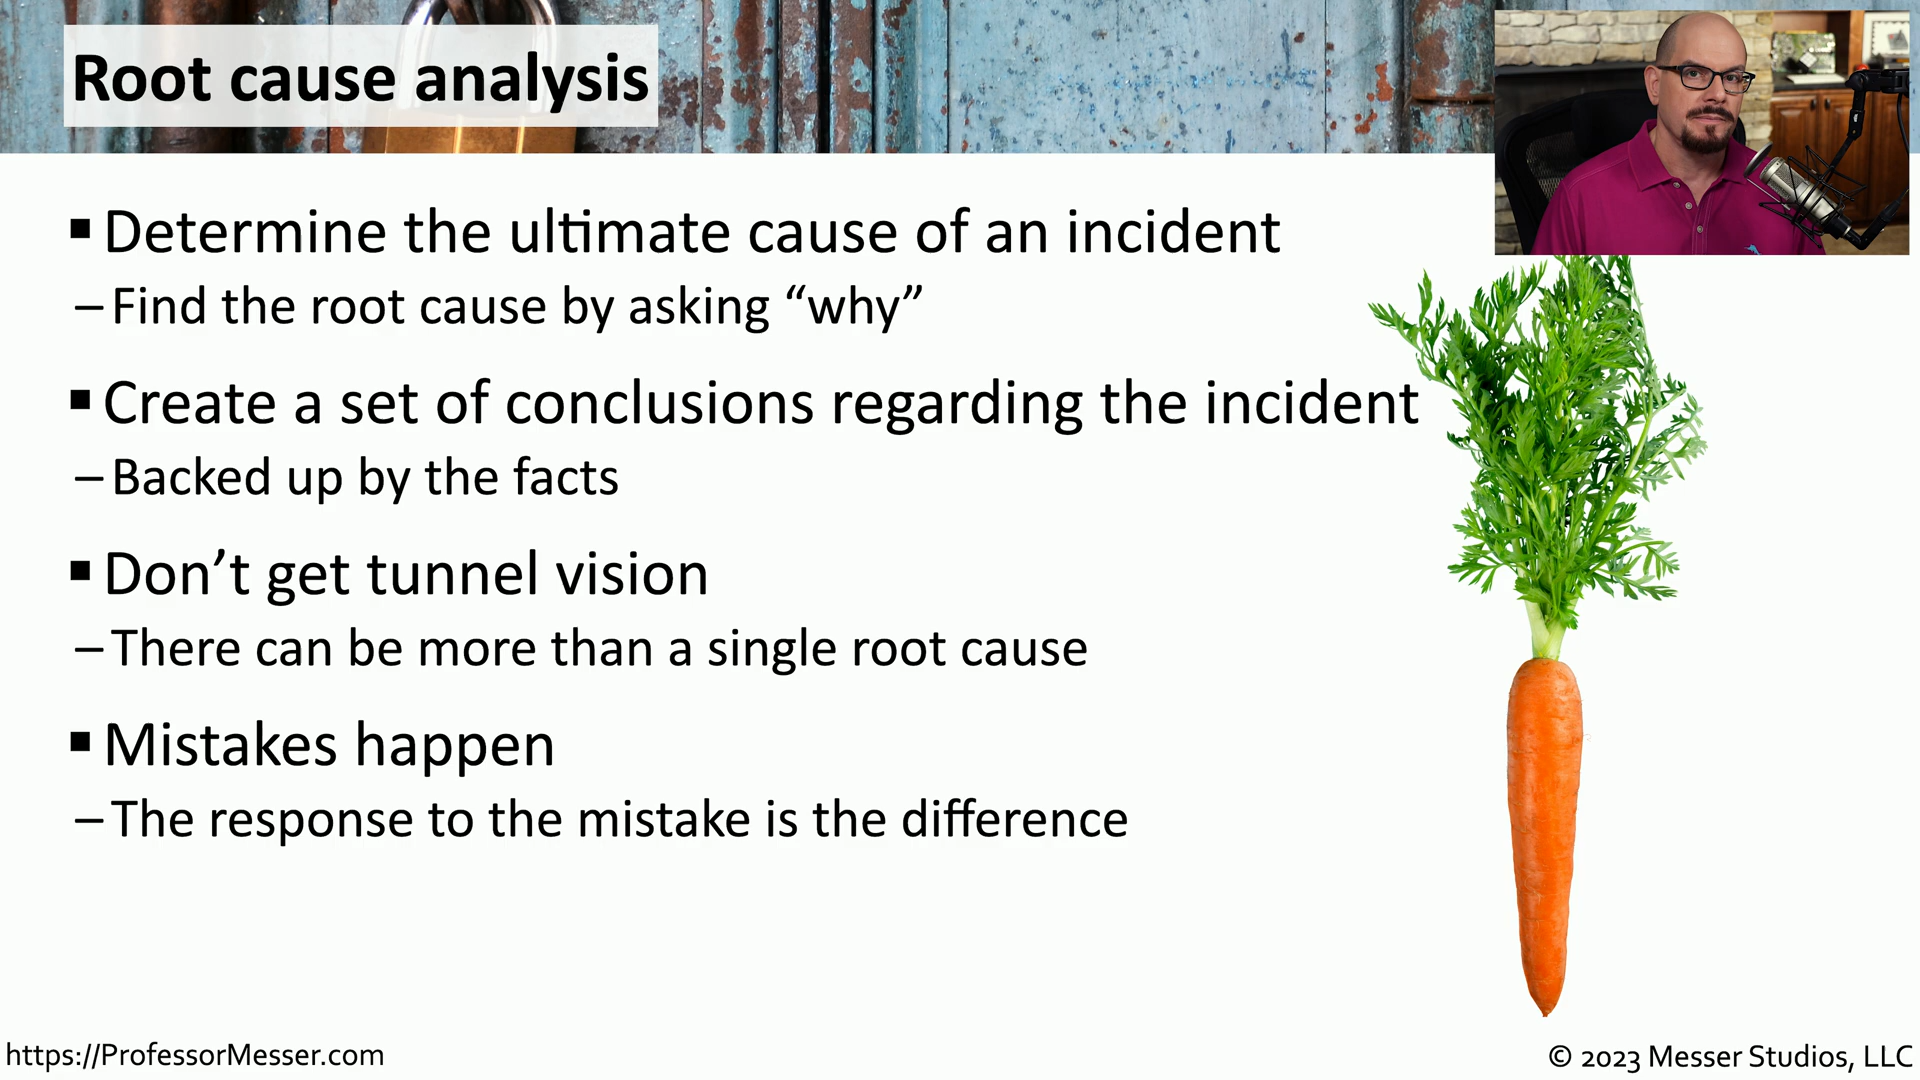 Root cause analysis
▪ Determine the ultimate cause of an incident
– Find the root cause by asking “why”
▪ Create a set of conclusions regarding the incident
– Backed up by the facts
▪ Don’t get tunnel vision
– There can be more than a single root cause
▪ Mistakes happen
– The response to the mistake is the difference
https://ProfessorMesser.com
© 2023 Messer Studios, LLC